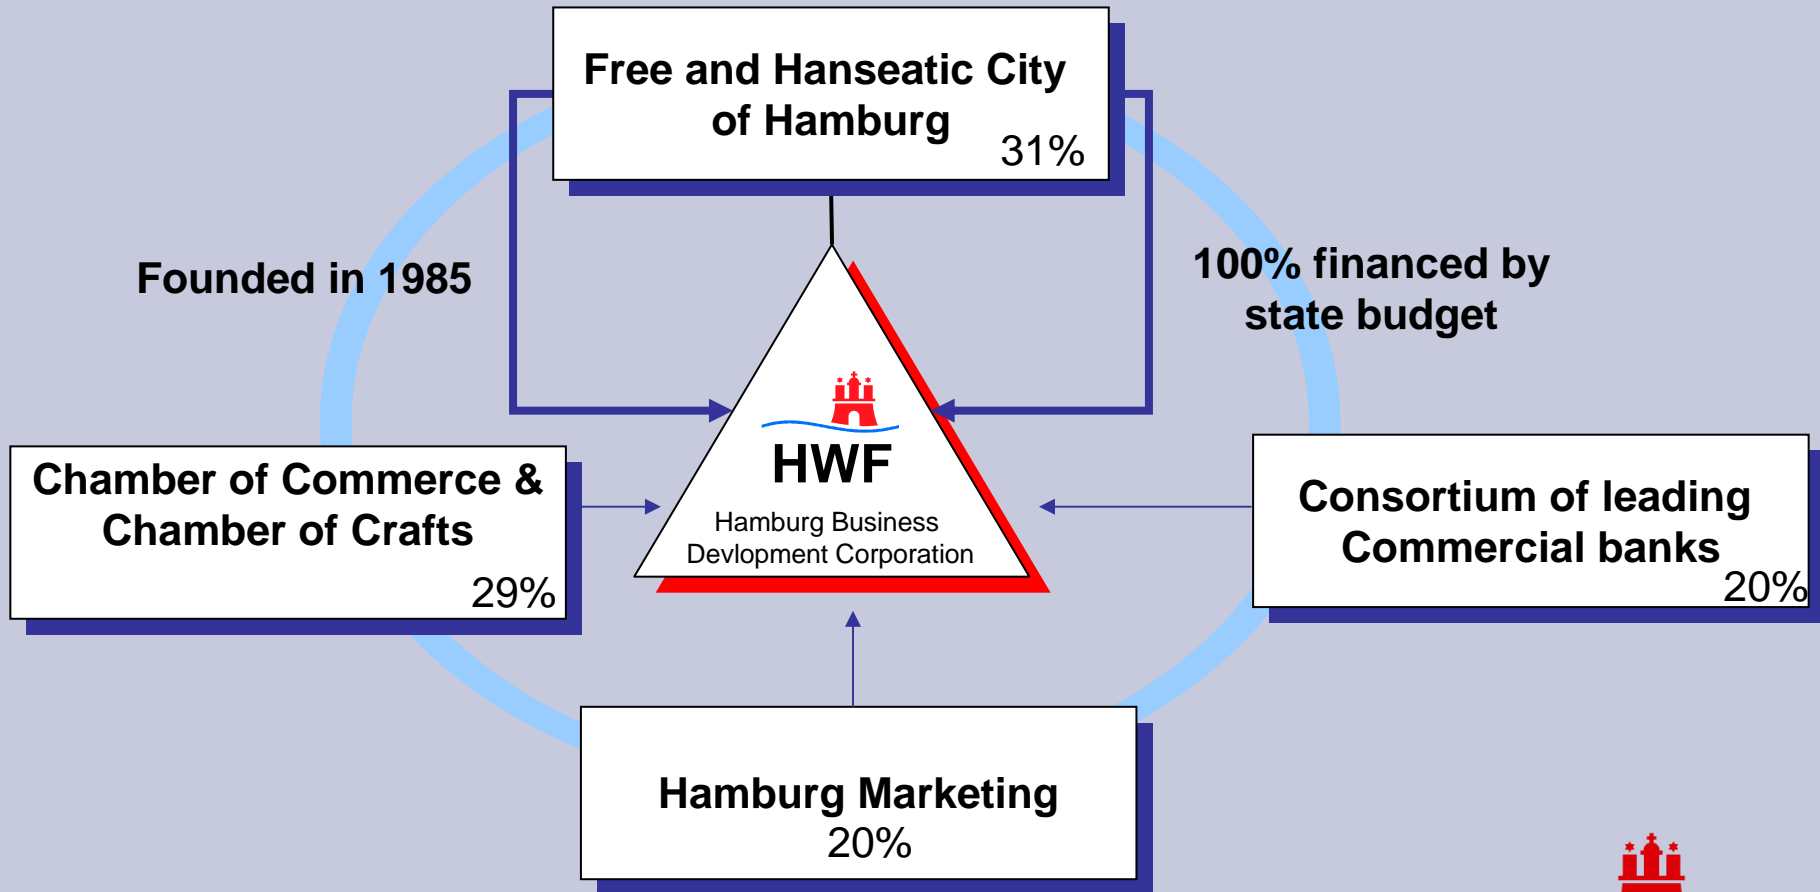 Free and Hanseatic City
of Hamburg
31%
Founded in 1985
100% financed by
state budget
HWF
Hamburg Business
Devlopment Corporation
Chamber of Commerce &
Chamber of Crafts
29%
Consortium of leading
Commercial banks
20%
Hamburg Marketing
20%